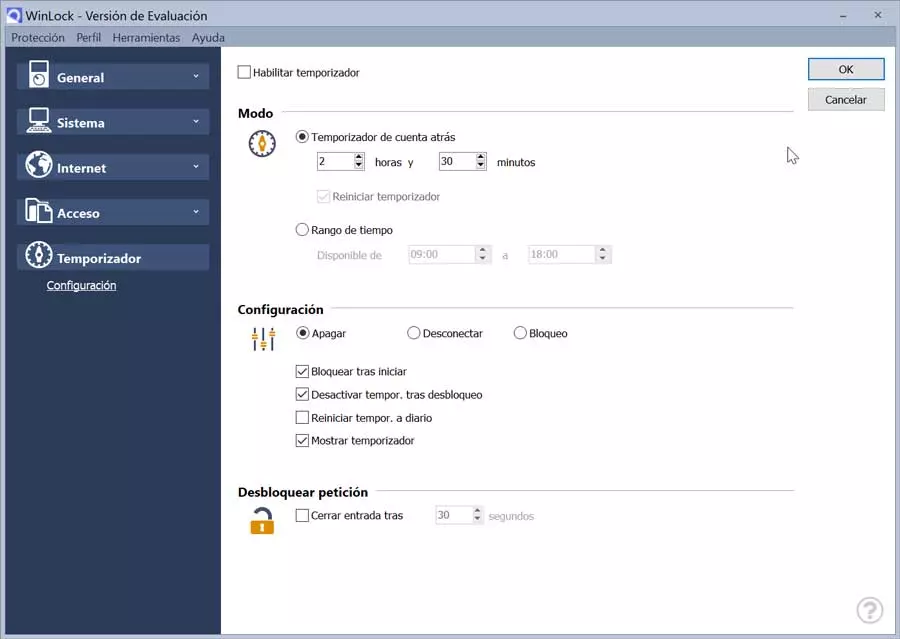 WinLock - Versión de Evaluación
Protección Perfil Herramientas Ayuda
General
Sistema
Internet
Acceso
Temporizador
Configuración
Habilitar temporizador
OK
Cancelar
Modo
Temporizador de cuenta atrás
2 horas y 30 minutos
Reiniciar temporizador
Rango de tiempo
Disponible de 09:00 a 18:00
Configuración
Apagar Desconectar Bloqueo
Bloquear tras iniciar
Desactivar tempor. tras desbloqueo
Reiniciar tempor. a diario
Mostrar temporizador
Desbloquear petición
Cerrar entrada tras 30 segundos
?